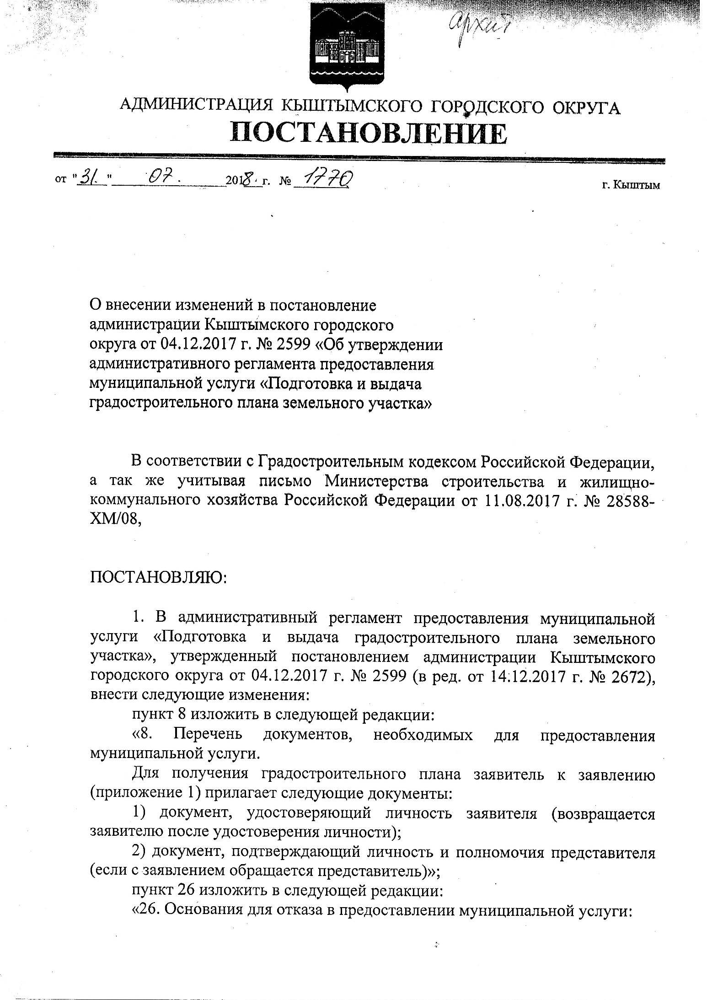 Архит
АДМИНИСТРАЦИЯ КЫШТЫМСКОГО ГОРОДСКОГО ОКРУГА
ПОСТАНОВЛЕНИЕ
от "31." 07. 2018 г. № 1770
г. Кыштым
О внесении изменений в постановление
администрации Кыштымского городского
округа от 04.12.2017 г. № 2599 «Об утверждении
административного регламента предоставления
муниципальной услуги «Подготовка и выдача
градостроительного плана земельного участка»
В соответствии с Градостроительным кодексом Российской Федерации,
а так же учитывая письмо Министерства строительства и жилищно-
коммунального хозяйства Российской Федерации от 11.08.2017 г. № 28588-
ХМ/08,
ПОСТАНОВЛЯЮ:
1. В административный регламент предоставления муниципальной
услуги «Подготовка и выдача градостроительного плана земельного
участка», утвержденный постановлением администрации Кыштымского
городского округа от 04.12.2017 г. № 2599 (в ред. от 14.12.2017 г. № 2672),
внести следующие изменения:
пункт 8 изложить в следующей редакции:
«8. Перечень документов, необходимых для предоставления
муниципальной услуги.
Для получения градостроительного плана заявитель к заявлению
(приложение 1) прилагает следующие документы:
1) документ, удостоверяющий личность заявителя (возвращается
заявителю после удостоверения личности);
2) документ, подтверждающий личность и полномочия представителя
(если с заявлением обращается представитель)»;
пункт 26 изложить в следующей редакции:
«26. Основания для отказа в предоставлении муниципальной услуги: